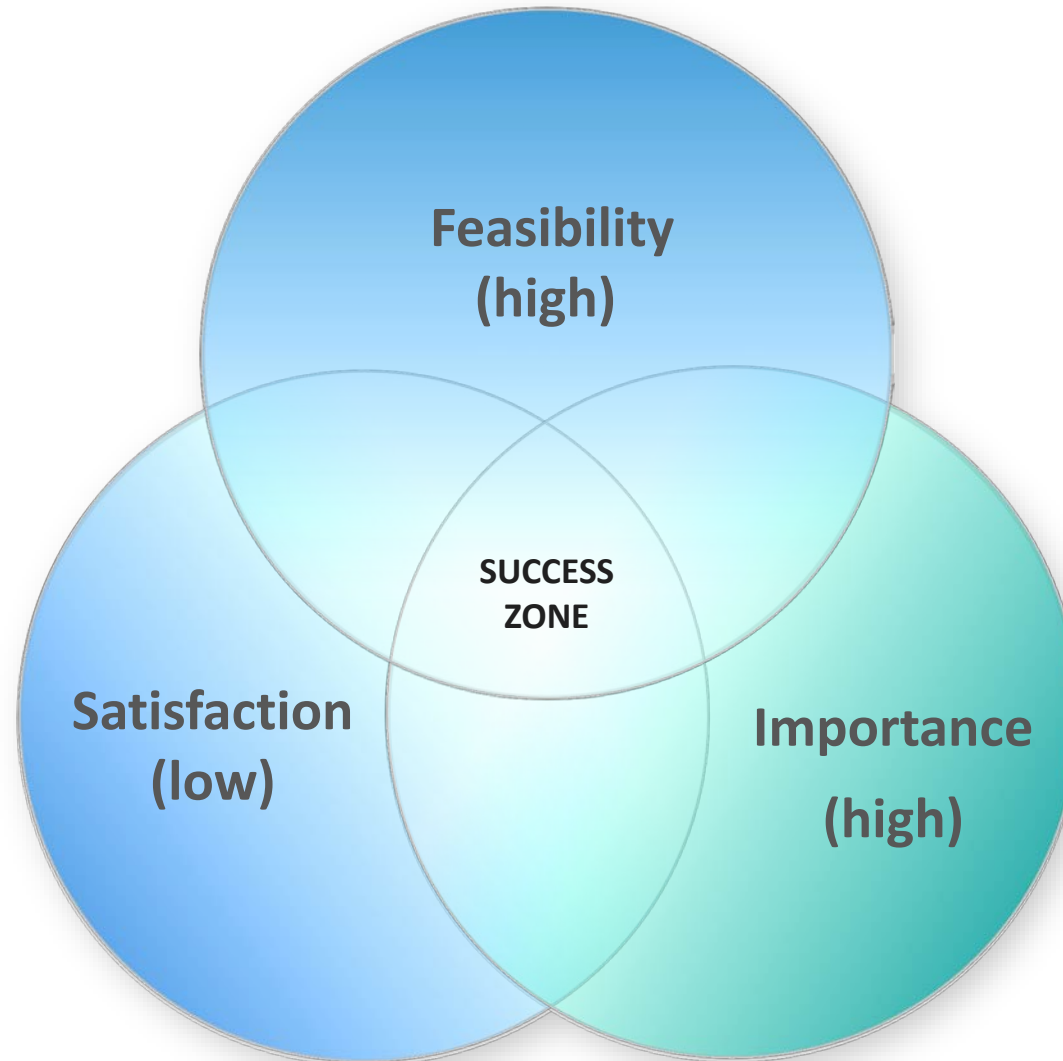 Feasibility
(high)
SUCCESS
ZONE
Satisfaction
(low)
Importance
(high)